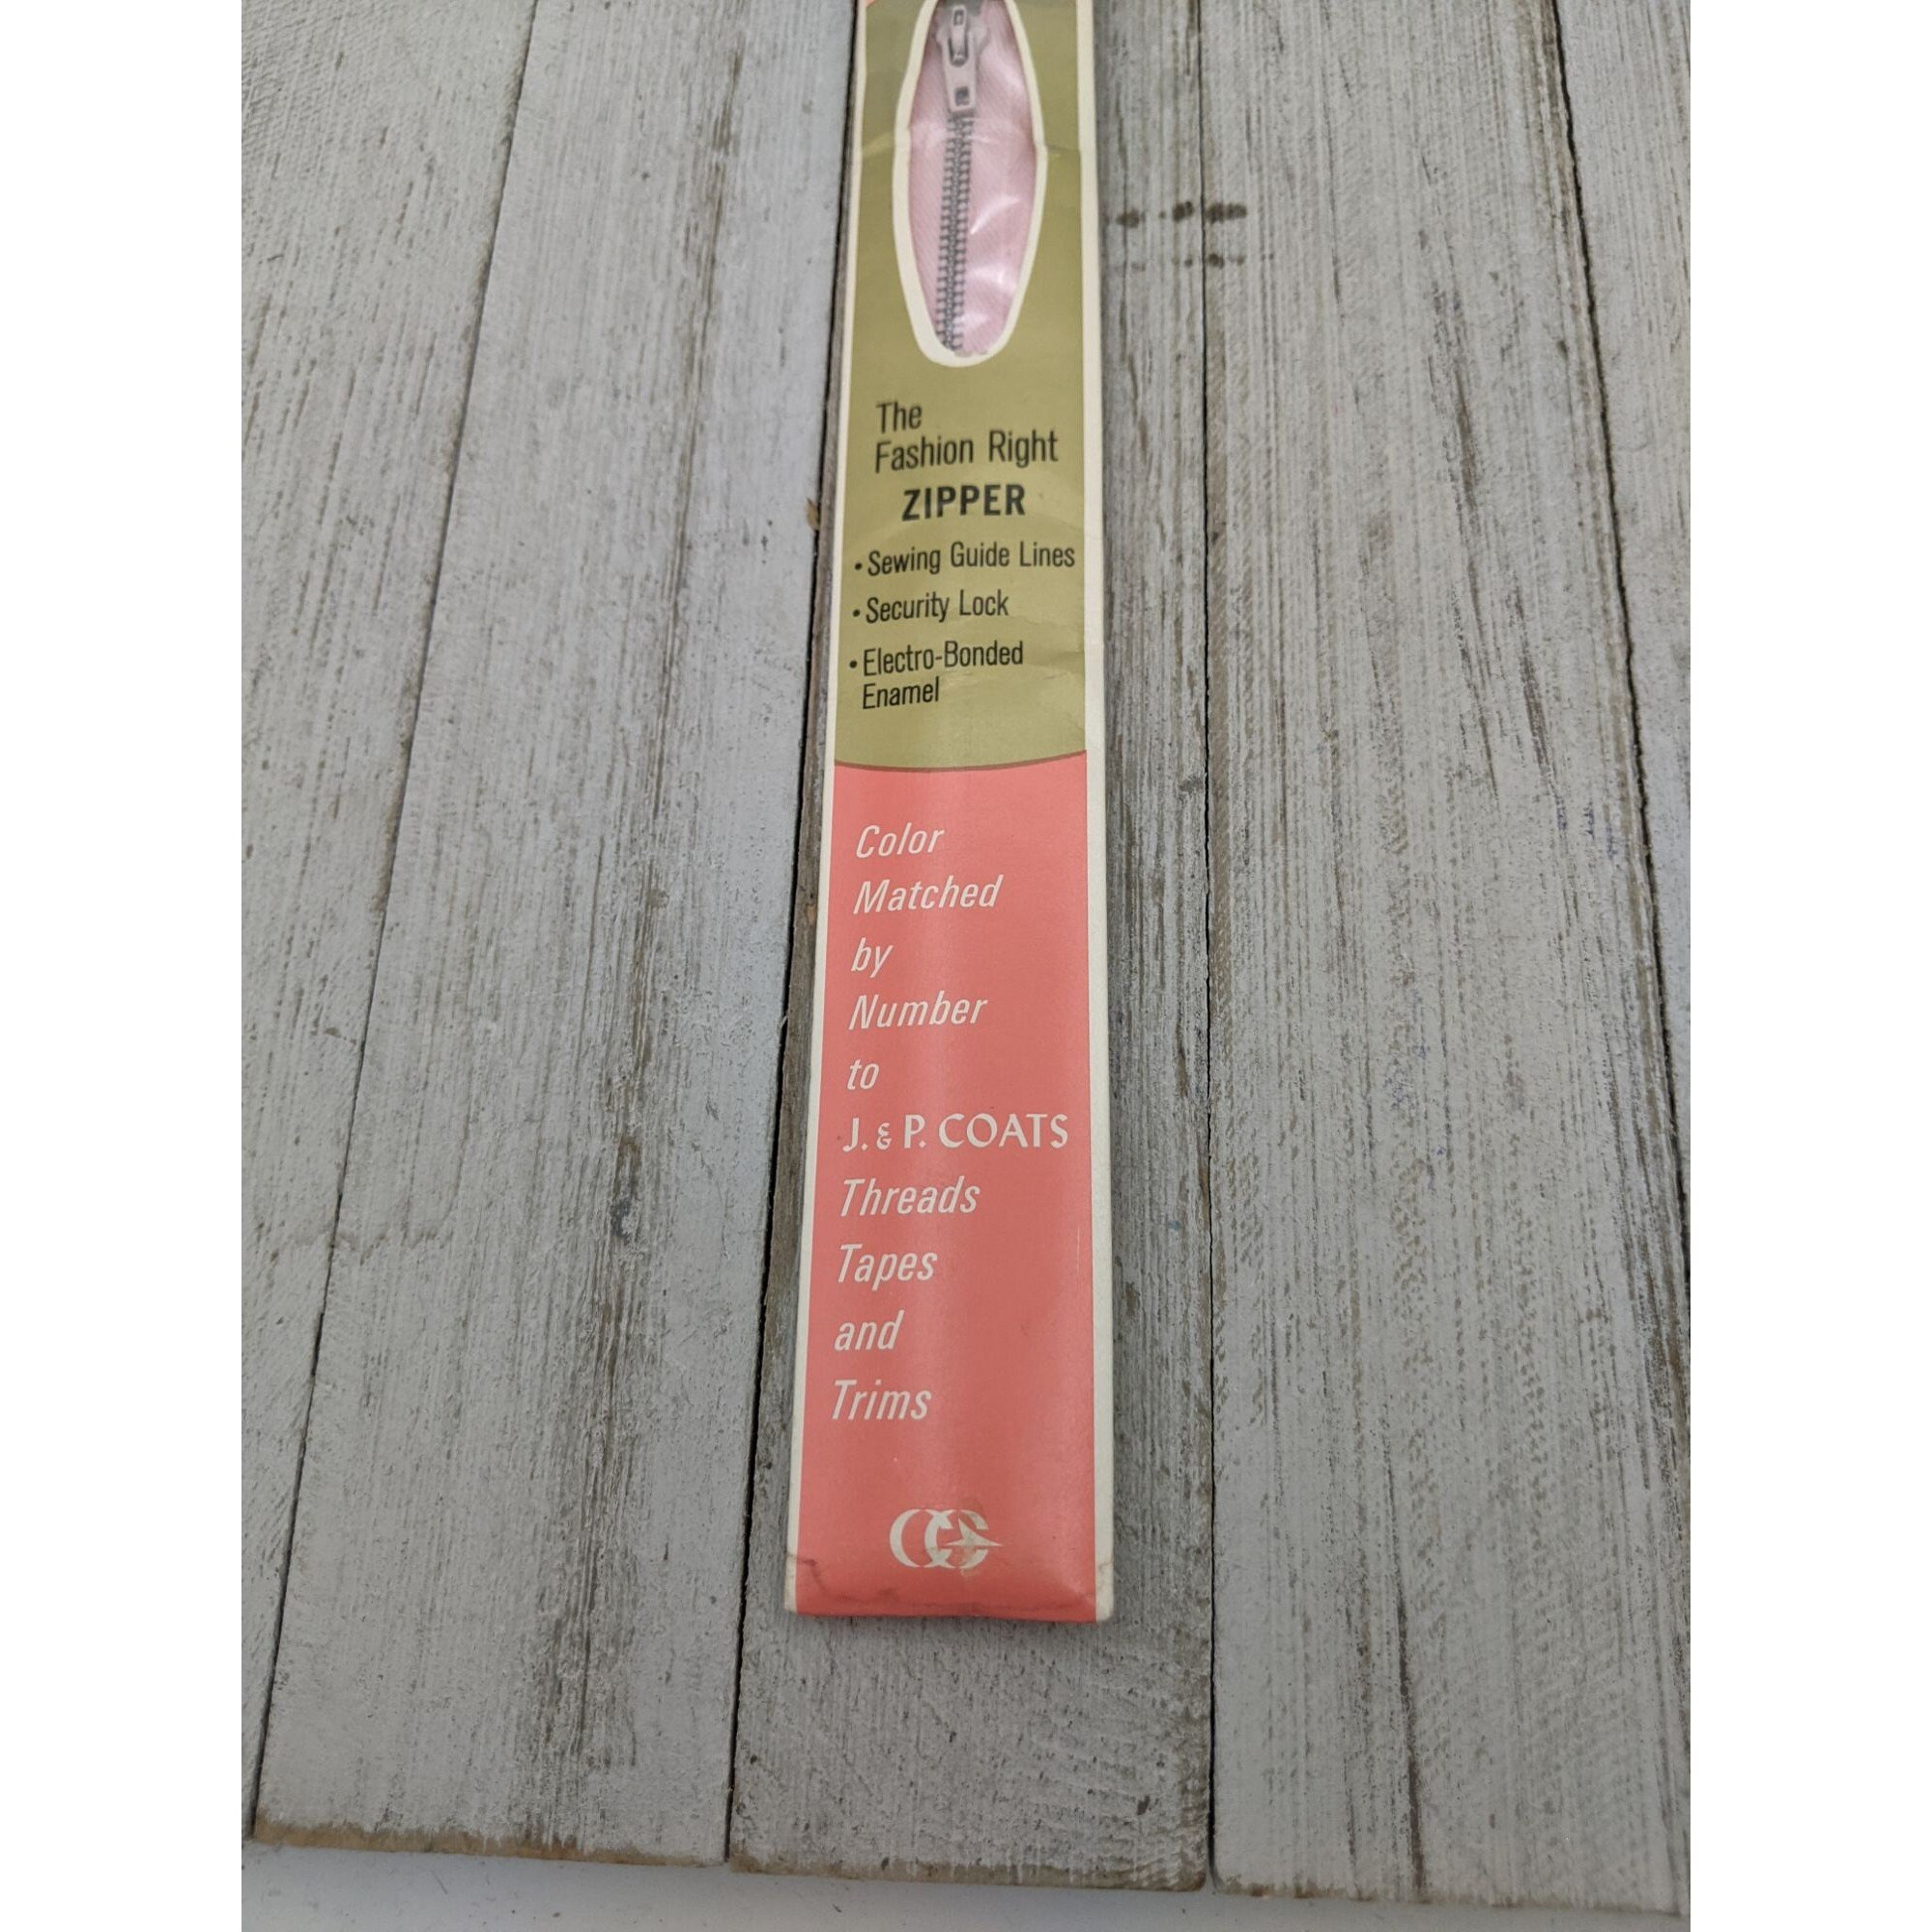 The
Fashion Right
ZIPPER
• Sewing Guide Lines
• Security Lock
• Electro-Bonded
Enamel
Color
Matched
by
Number
to
J. & P. COATS
Threads
Tapes
and
Trims